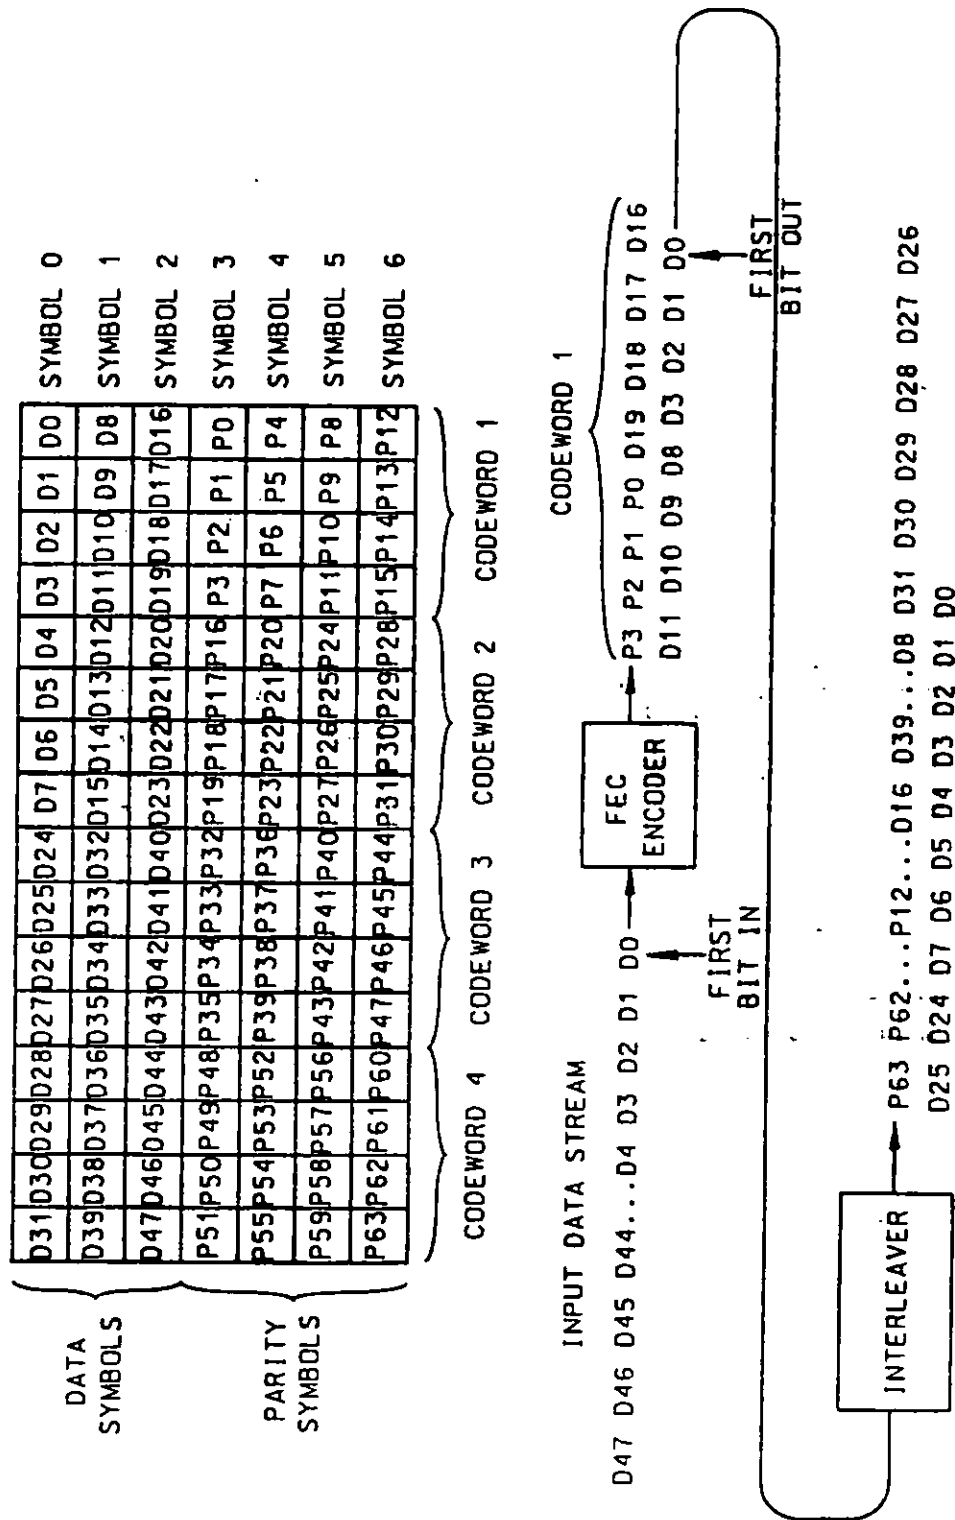 D31 D30 D29 D28 D27 D26 D25 D24 D7 D6 D5 D4 D3 D2 D1 D0 SYMBOL 0
D39 D38 D37 D36 D35 D34 D33 D32 D15 D14 D13 D12 D11 D10 D9 D8 SYMBOL 1
D47 D46 D45 D44 D43 D42 D41 D40 D23 D22 D21 D20 D19 D18 D17 D16 SYMBOL 2
P51 P50 P49 P48 P35 P34 P33 P32 P19 P18 P17 P16 P3 P2 P1 P0 SYMBOL 3
P55 P54 P53 P52 P39 P38 P37 P36 P23 P22 P21 P20 P7 P6 P5 P4 SYMBOL 4
P59 P58 P57 P56 P43 P42 P41 P40 P27 P26 P25 P24 P11 P10 P9 P8 SYMBOL 5
P63 P62 P61 P60 P47 P46 P45 P44 P31 P30 P29 P28 P15 P14 P13 P12 SYMBOL 6
DATA
SYMBOLS
PARITY
SYMBOLS
CODEWORD 4 CODEWORD 3 CODEWORD 2 CODEWORD 1
INPUT DATA STREAM
D47 D46 D45 D44...D4 D3 D2 D1 D0
FIRST
BIT IN
FEC
ENCODER
CODEWORD 1
P3 P2 P1 P0 D19 D18 D17 D16
D11 D10 D9 D8 D3 D2 D1 D0
FIRST
BIT OUT
INTERLEAVER
P63 P62...P12...D16 D39...D8 D31 D30 D29 D28 D27 D26
D25 D24 D7 D6 D5 D4 D3 D2 D1 D0